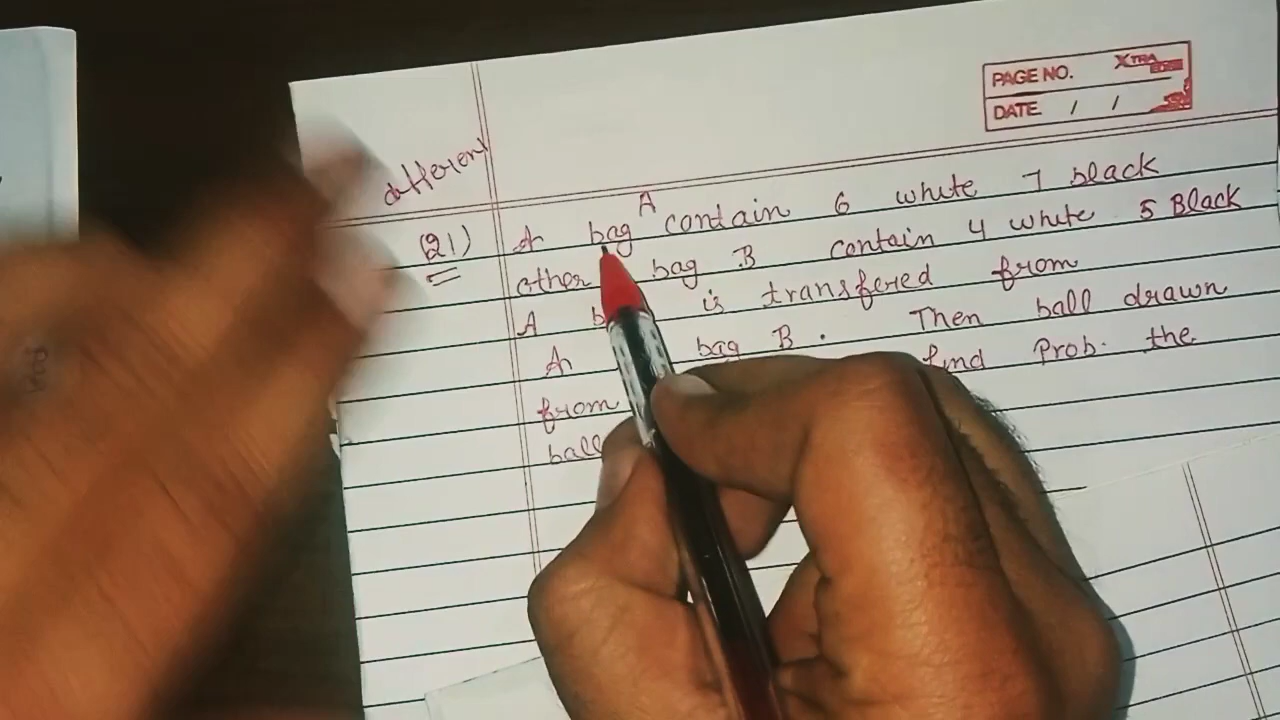 PAGE NO.
XTRA
DATE / /
different
Q1) A bag A contain 6 white 7 black
other bag B contain 4 white 5 Black
A is transfered from
A bag B. Then ball drawn
from find Prob. the
ball